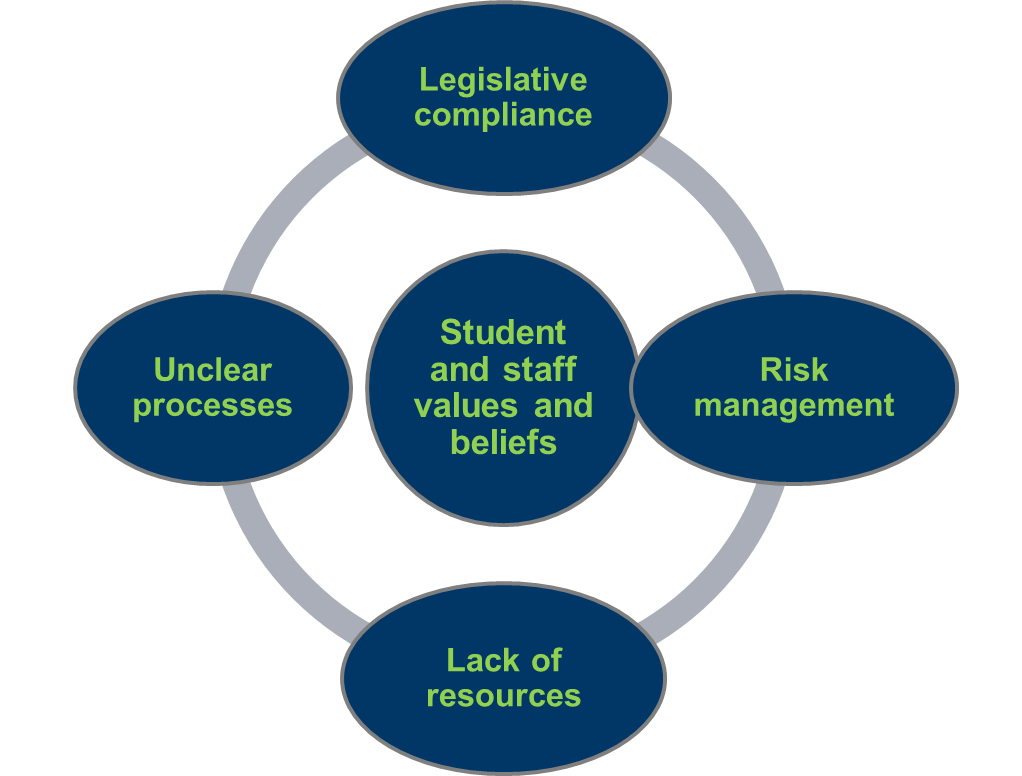 Legislative
compliance
Unclear
processes
Student
and staff
values and
beliefs
Risk
management
Lack of
resources